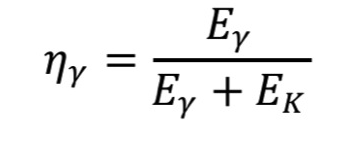 η_γ = E_γ / (E_γ + E_K)